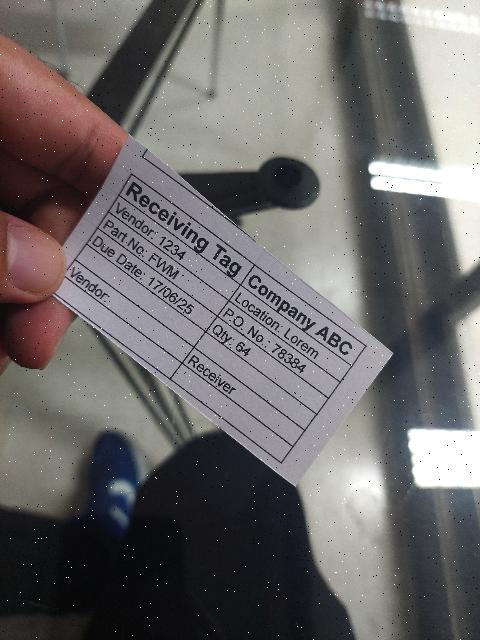 Receiving Tag Company ABC
Vendor: 1234 Location: Lorem
Part No: FWM P.O. No.: 78384
Due Date: 17/06/25 Qty: 64
Vendor: Receiver